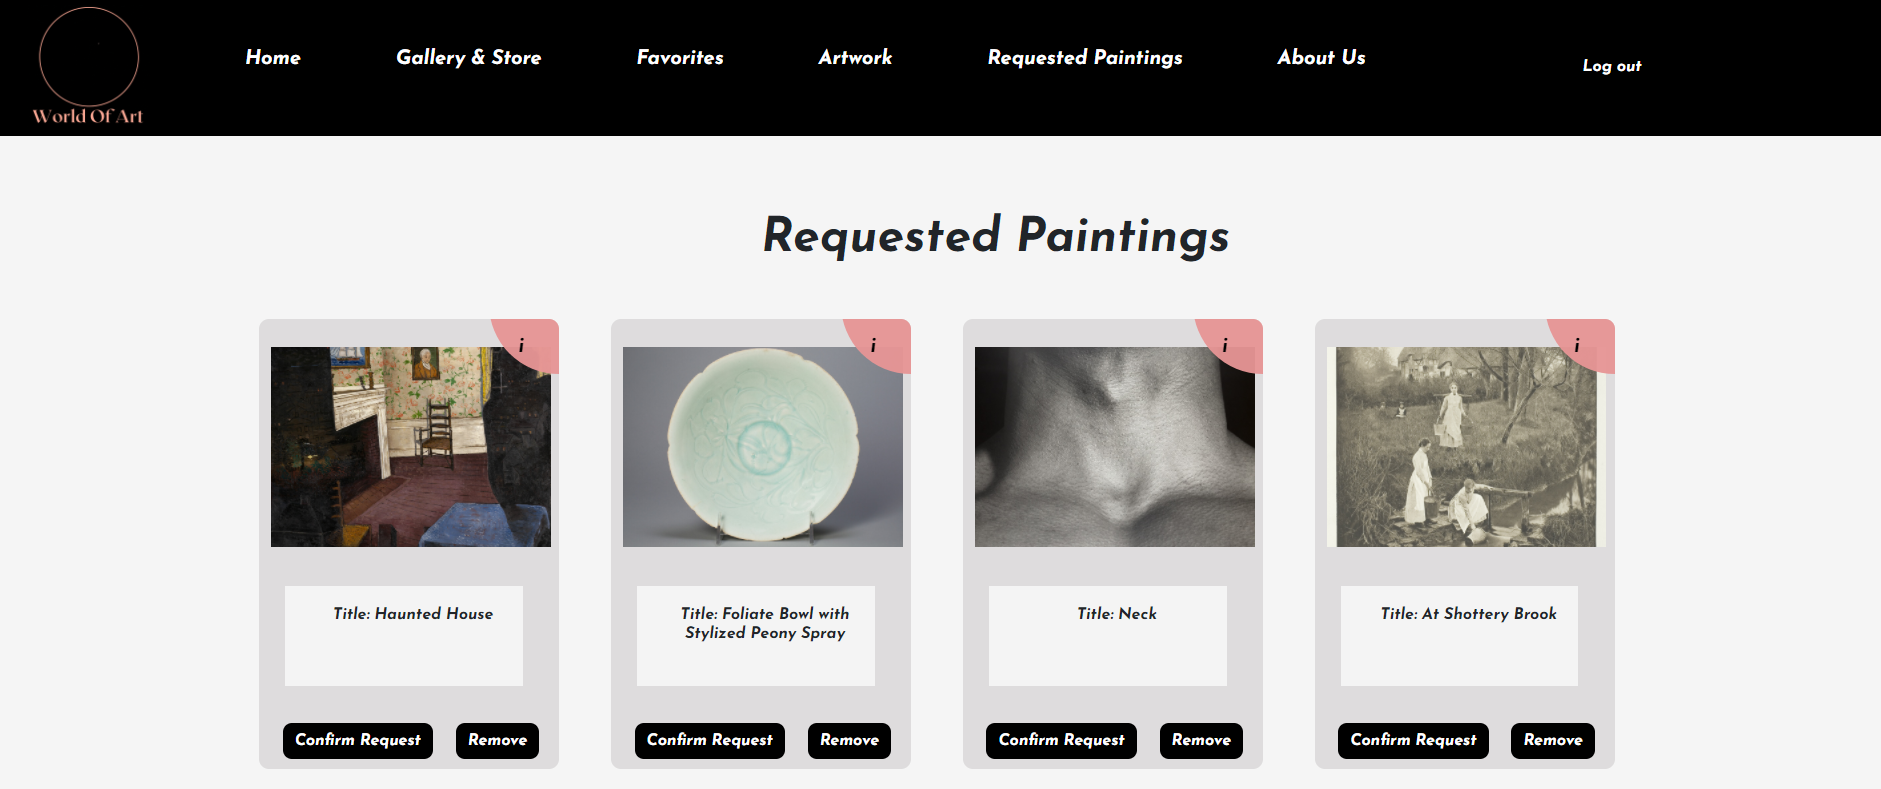 Home
Gallery & Store
Favorites
Artwork
Requested Paintings
About Us
Log out
World Of Art
Requested Paintings
i
i
i
i
Title: Haunted House
Title: Foliate Bowl with
Stylized Peony Spray
Title: Neck
Title: At Shottery Brook
Confirm Request
Remove
Confirm Request
Remove
Confirm Request
Remove
Confirm Request
Remove